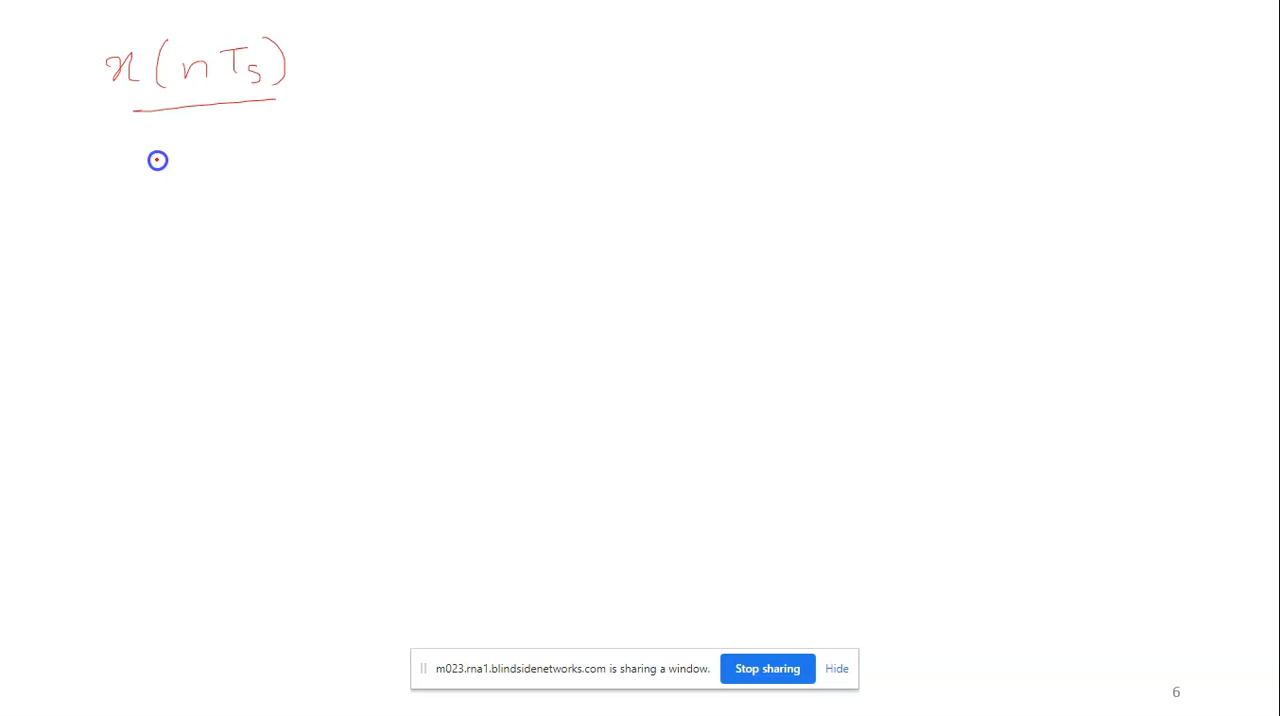 x(nTs)
m023.rna1.blindsidenetworks.com is sharing a window. Stop sharing Hide
6